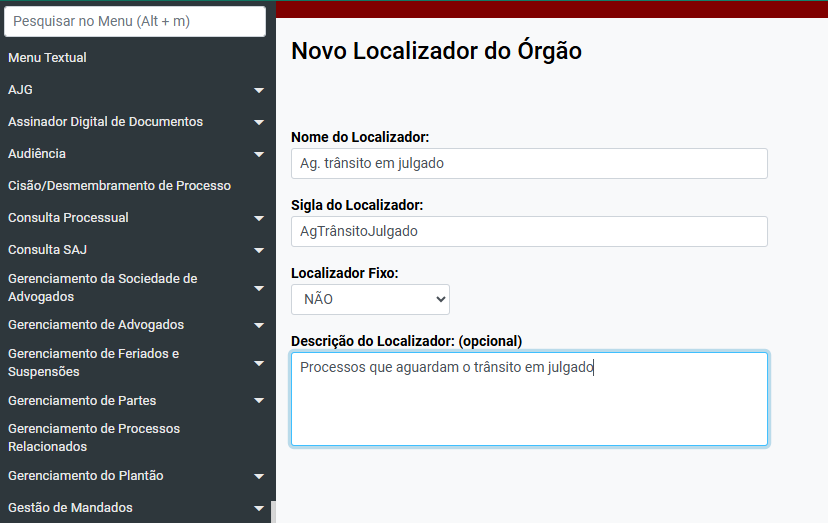 Pesquisar no Menu (Alt + m)
Menu Textual
AJG
Assinador Digital de Documentos
Audiência
Cisão/Desmembramento de Processo
Consulta Processual
Consulta SAJ
Gerenciamento da Sociedade de
Advogados
Gerenciamento de Advogados
Gerenciamento de Feriados e
Suspensões
Gerenciamento de Partes
Gerenciamento de Processos
Relacionados
Gerenciamento do Plantão
Gestão de Mandados
Novo Localizador do Órgão
Nome do Localizador:
Ag. trânsito em julgado
Sigla do Localizador:
AgTrânsitoJulgado
Localizador Fixo:
NÃO
Descrição do Localizador: (opcional)
Processos que aguardam o trânsito em julgado